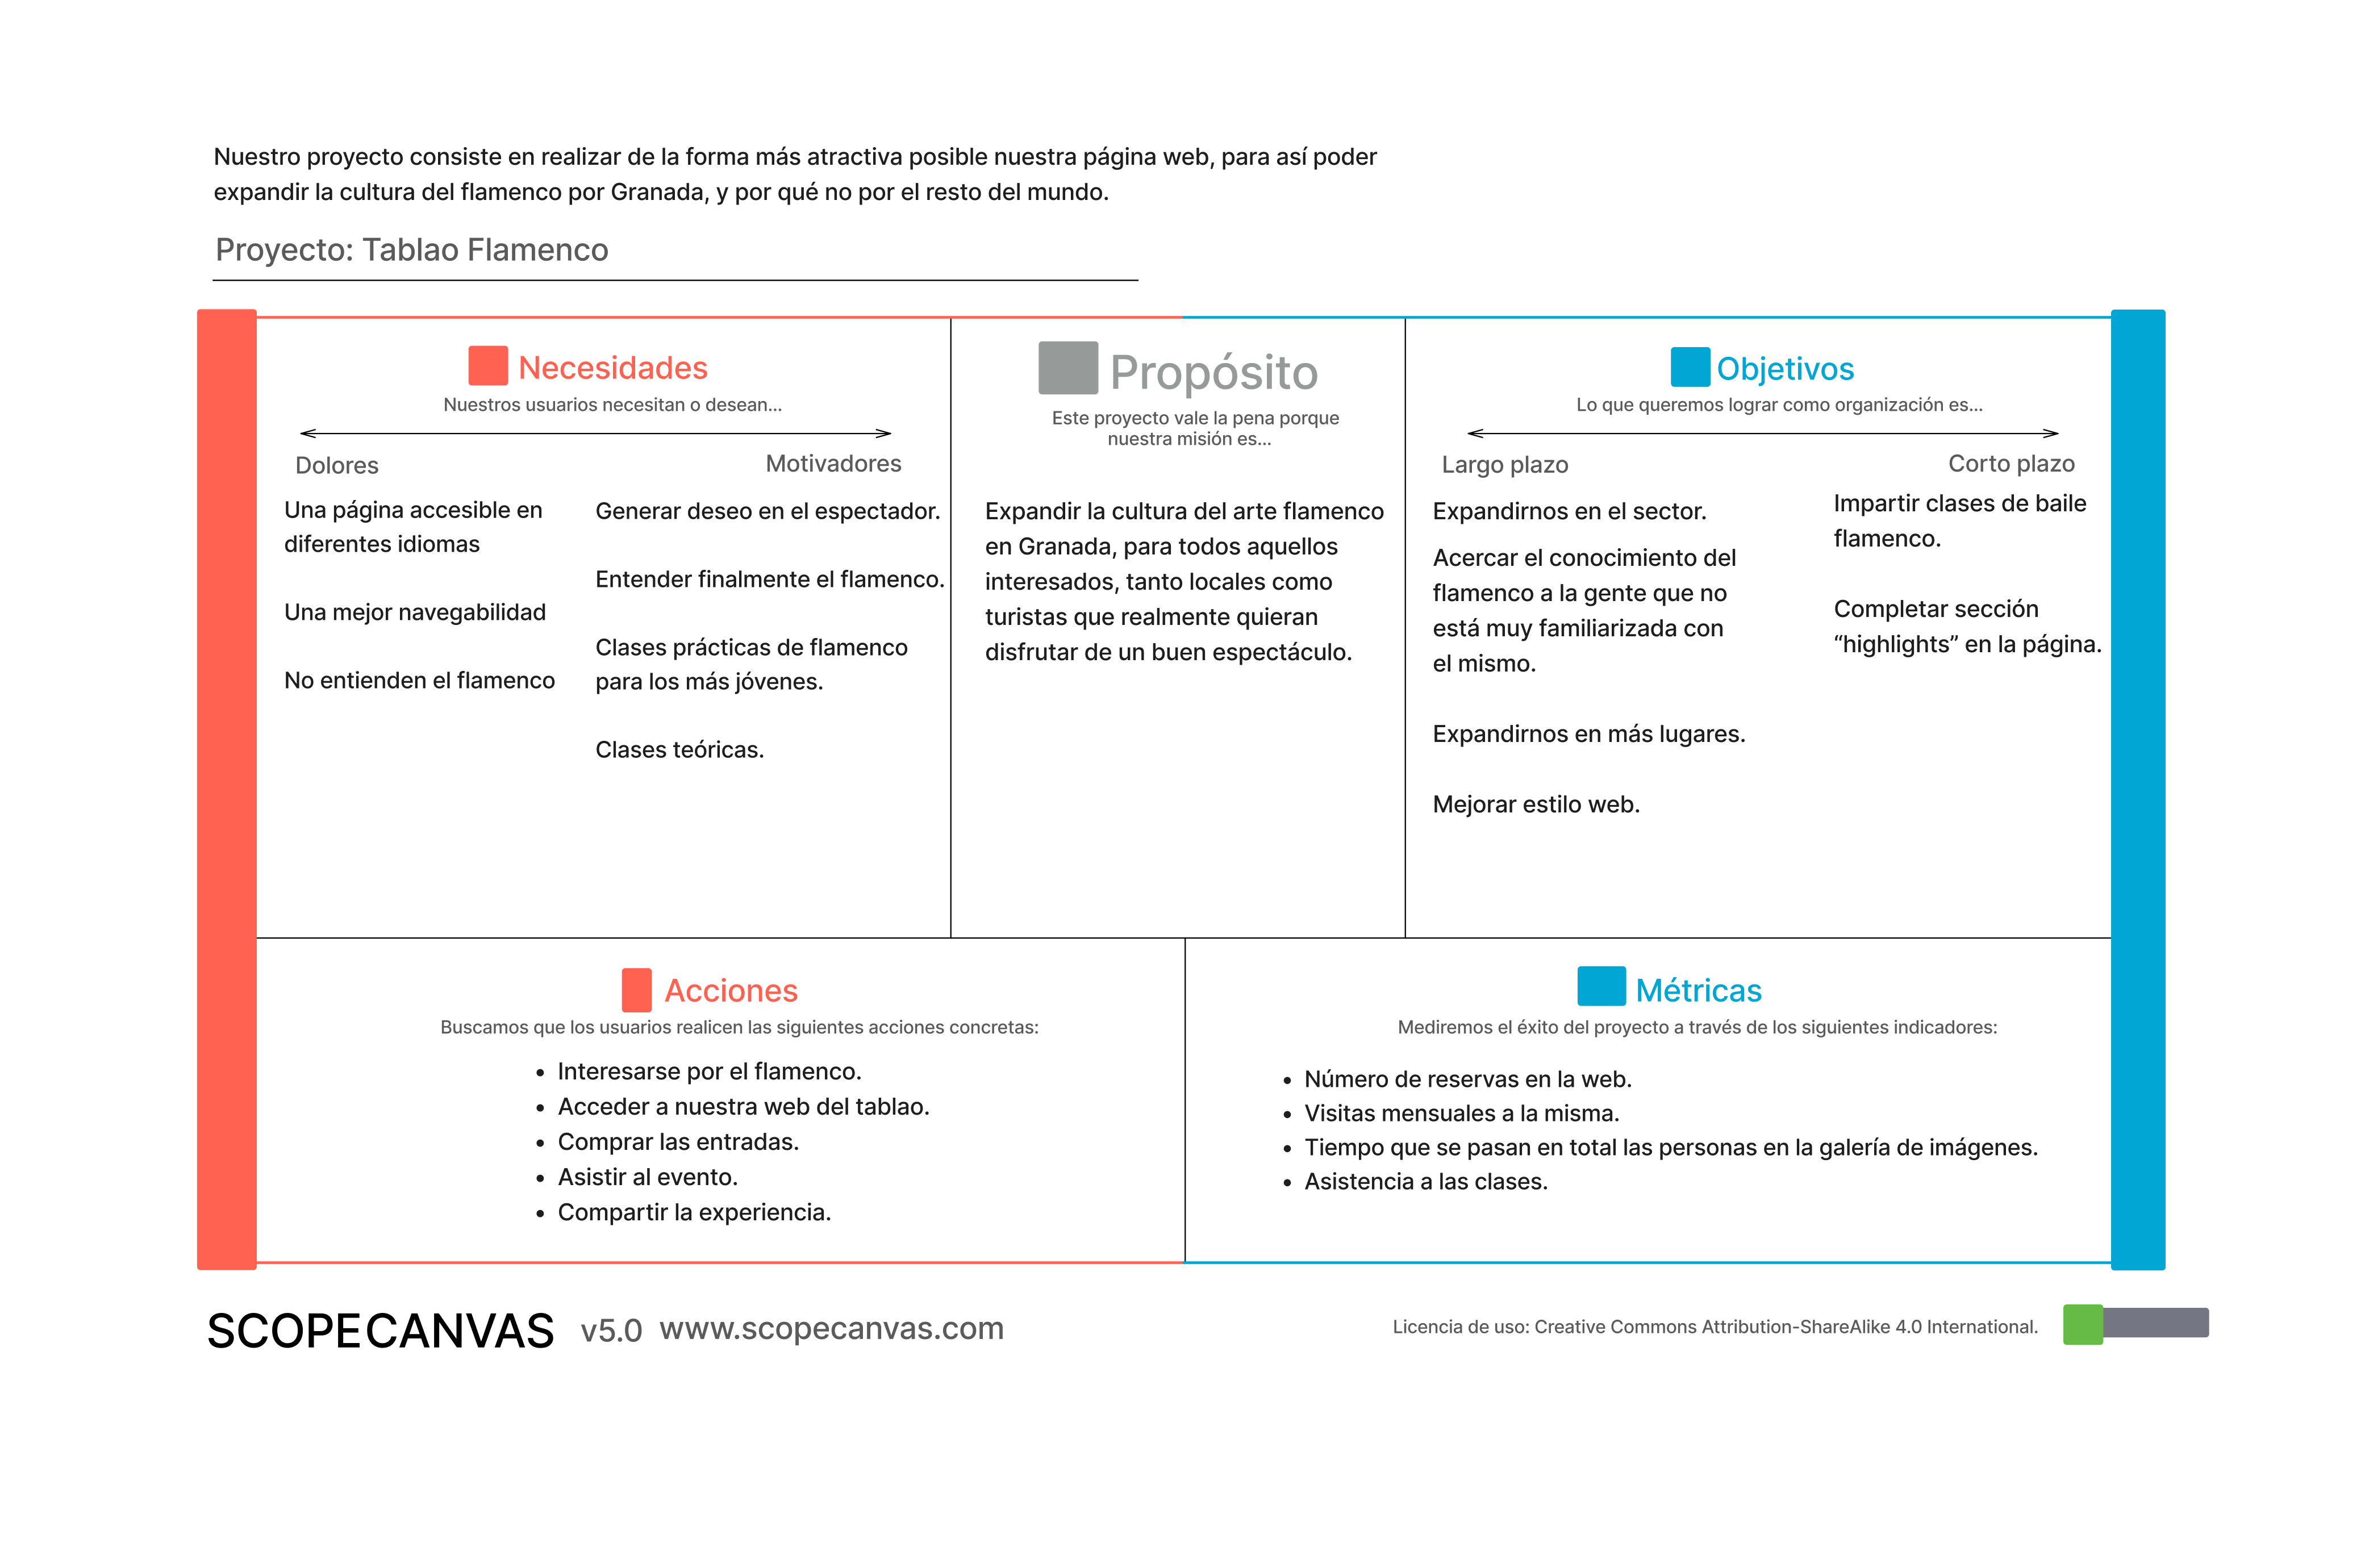 Nuestro proyecto consiste en realizar de la forma más atractiva posible nuestra página web, para así poder
expandir la cultura del flamenco por Granada, y por qué no por el resto del mundo.
Proyecto: Tablao Flamenco
Necesidades
Nuestros usuarios necesitan o desean...
Dolores
Motivadores
Una página accesible en
diferentes idiomas
Una mejor navegabilidad
No entienden el flamenco
Generar deseo en el espectador.
Entender finalmente el flamenco.
Clases prácticas de flamenco
para los más jóvenes.
Clases teóricas.
Propósito
Este proyecto vale la pena porque
nuestra misión es...
Expandir la cultura del arte flamenco
en Granada, para todos aquellos
interesados, tanto locales como
turistas que realmente quieran
disfrutar de un buen espectáculo.
Objetivos
Lo que queremos lograr como organización es...
Largo plazo
Corto plazo
Expandirnos en el sector.
Acercar el conocimiento del
flamenco a la gente que no
está muy familiarizada con
el mismo.
Expandirnos en más lugares.
Mejorar estilo web.
Impartir clases de baile
flamenco.
Completar sección
“highlights” en la página.
Acciones
Buscamos que los usuarios realicen las siguientes acciones concretas:
• Interesarse por el flamenco.
• Acceder a nuestra web del tablao.
• Comprar las entradas.
• Asistir al evento.
• Compartir la experiencia.
Métricas
Mediremos el éxito del proyecto a través de los siguientes indicadores:
• Número de reservas en la web.
• Visitas mensuales a la misma.
• Tiempo que se pasan en total las personas en la galería de imágenes.
• Asistencia a las clases.
SCOPECANVAS v5.0 www.scopecanvas.com
Licencia de uso: Creative Commons Attribution-ShareAlike 4.0 International.